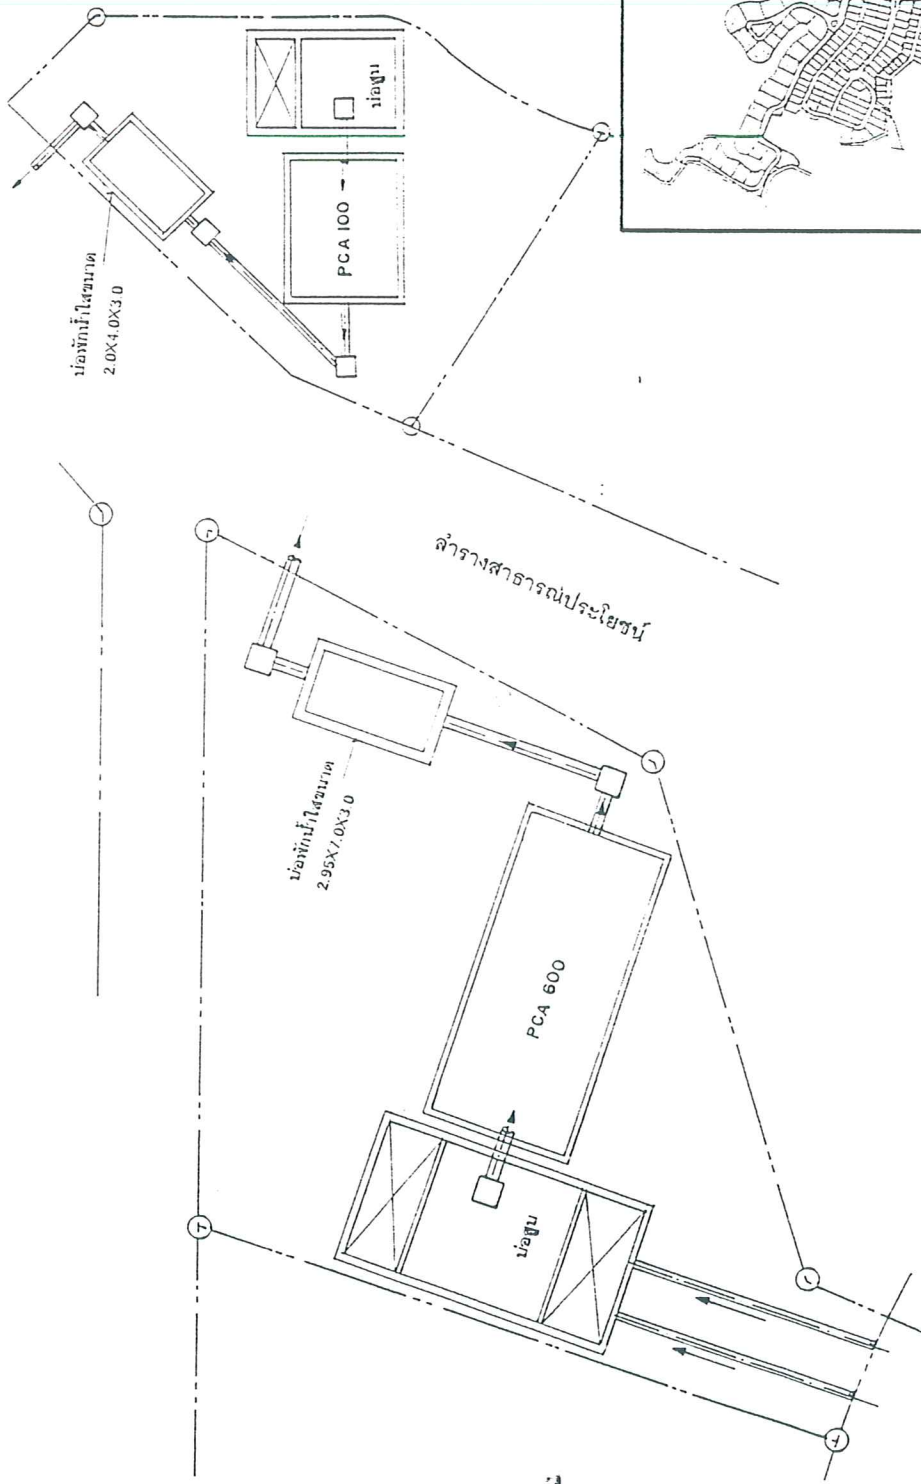 บ่อสูบ
PCA 100
บ่อพักน้ำใสขนาด
2.0X4.0X3.0
ลำรางสาธารณประโยชน์
บ่อพักน้ำใสขนาด
2.95X7.0X3.0
PCA 600
บ่อสูบ